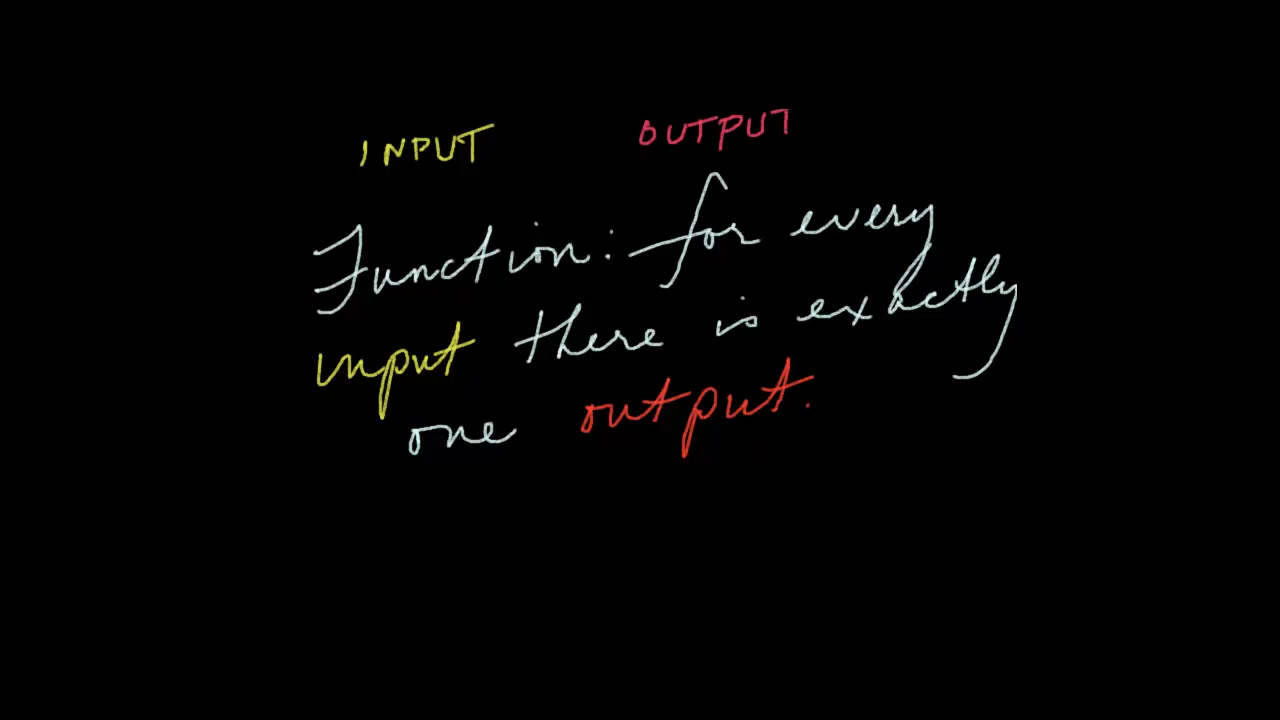 INPUT OUTPUT
Function: for every
input there is exactly
one output.